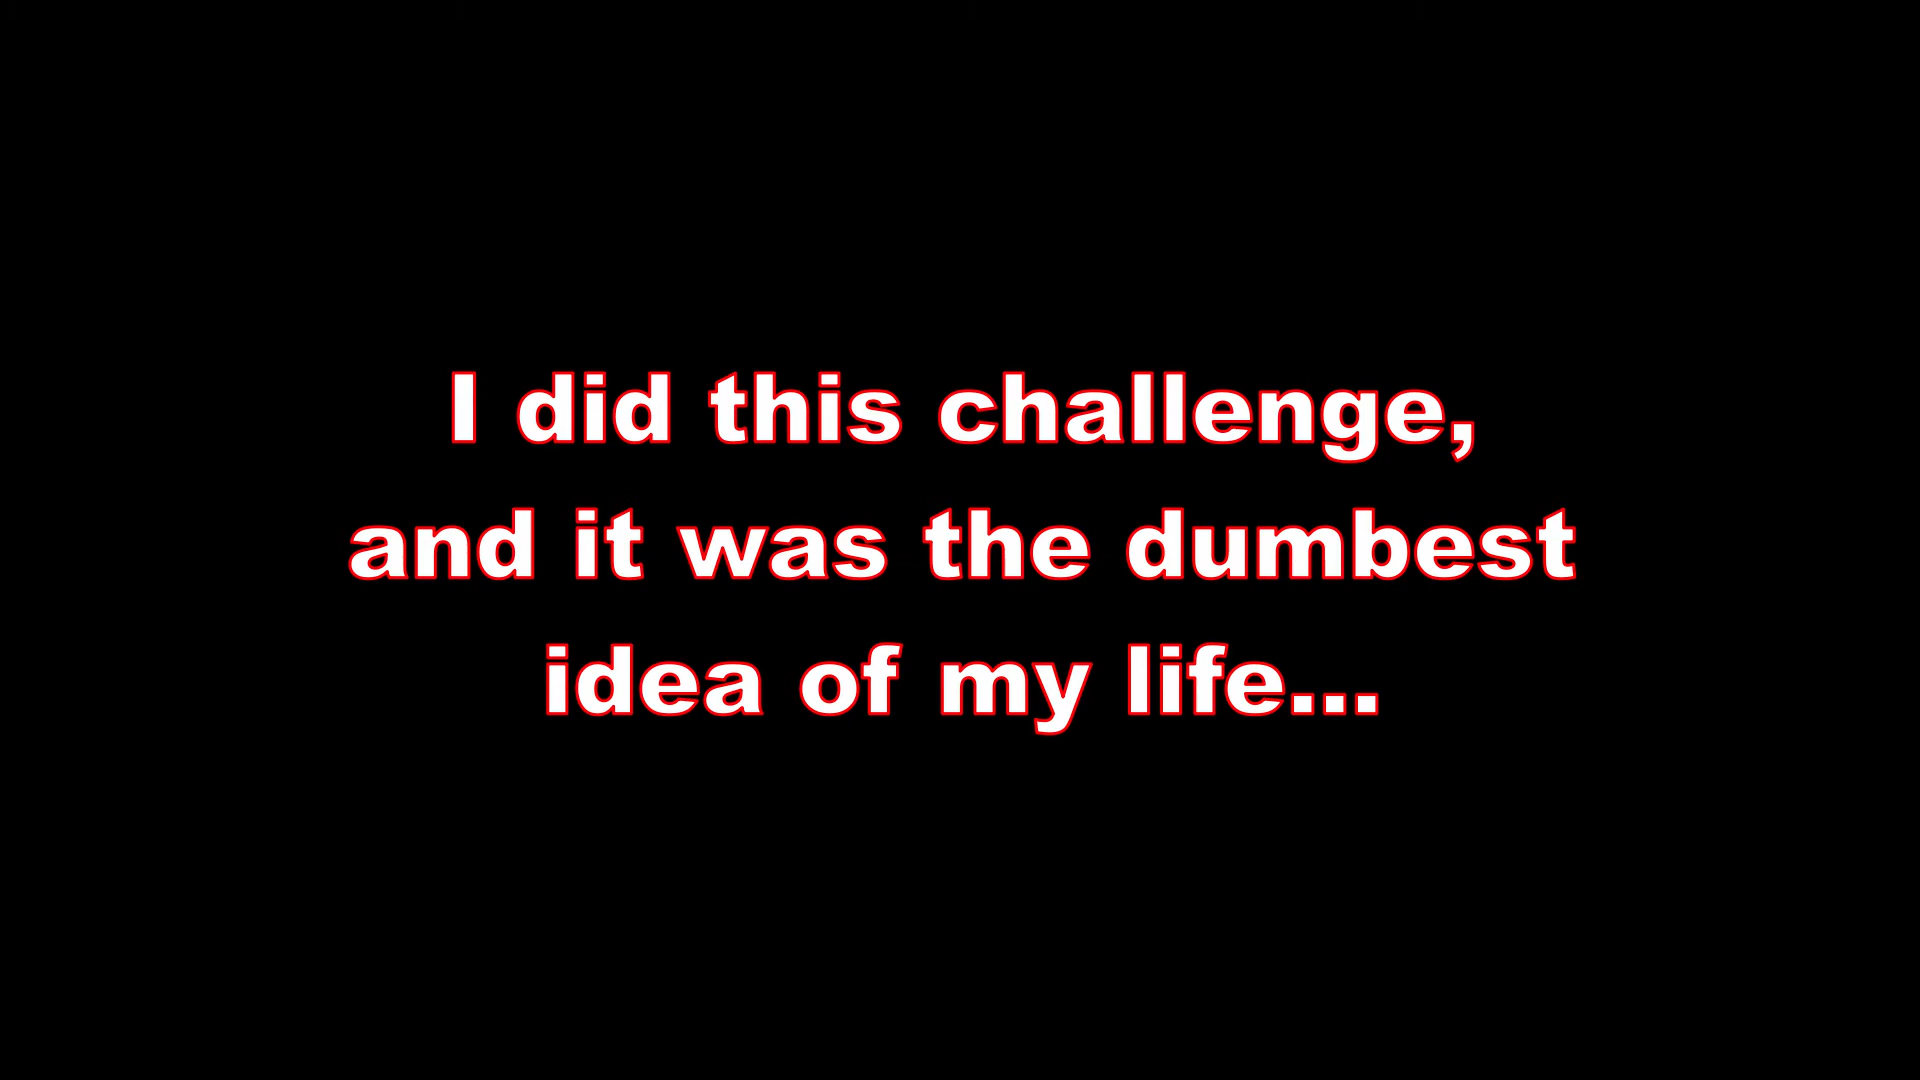 I did this challenge,
and it was the dumbest
idea of my life...